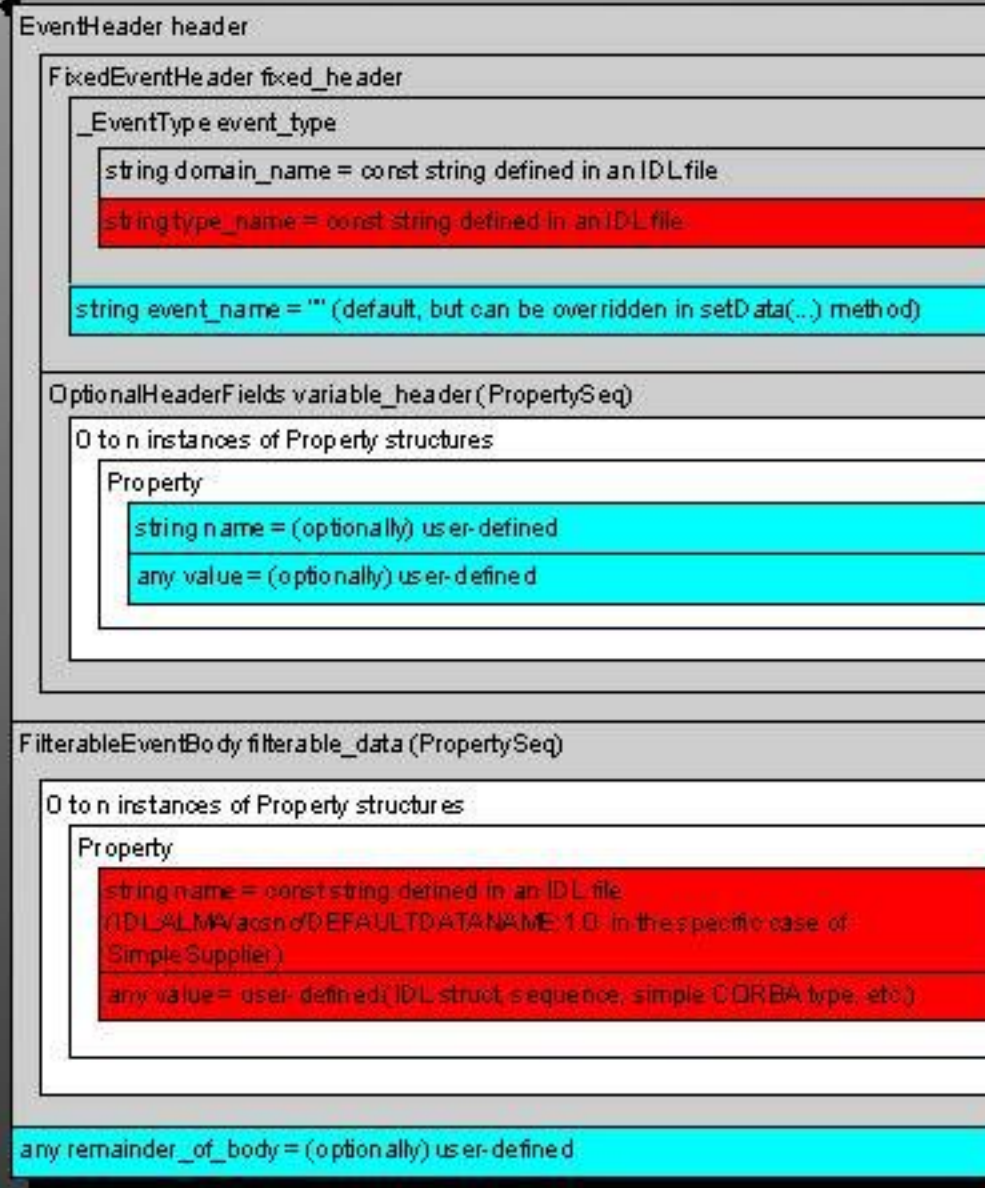 EventHeader header
FixedEventHeader fixed_header
_EventType event_type
string domain_name = const string defined in an IDL file
string type_name = const string defined in an IDL file
string event_name = "" (default, but can be overridden in setData(...) method)
OptionalHeaderFields variable_header(PropertySeq)
0 to n instances of Property structures
Property
string name = (optionally) user-defined
any value = (optionally) user-defined
FilterableEventBody filterable_data (PropertySeq)
0 to n instances of Property structures
Property
string name = const string defined in an IDL file
(IDL:ALMA/acsnc/DEFAULTDATANAME:1.0 in the specific case of
SimpleSupplier)
any value = user-defined(IDL struct, sequence, simple CORBA type, etc.)
any remainder_of_body = (optionally) user-defined